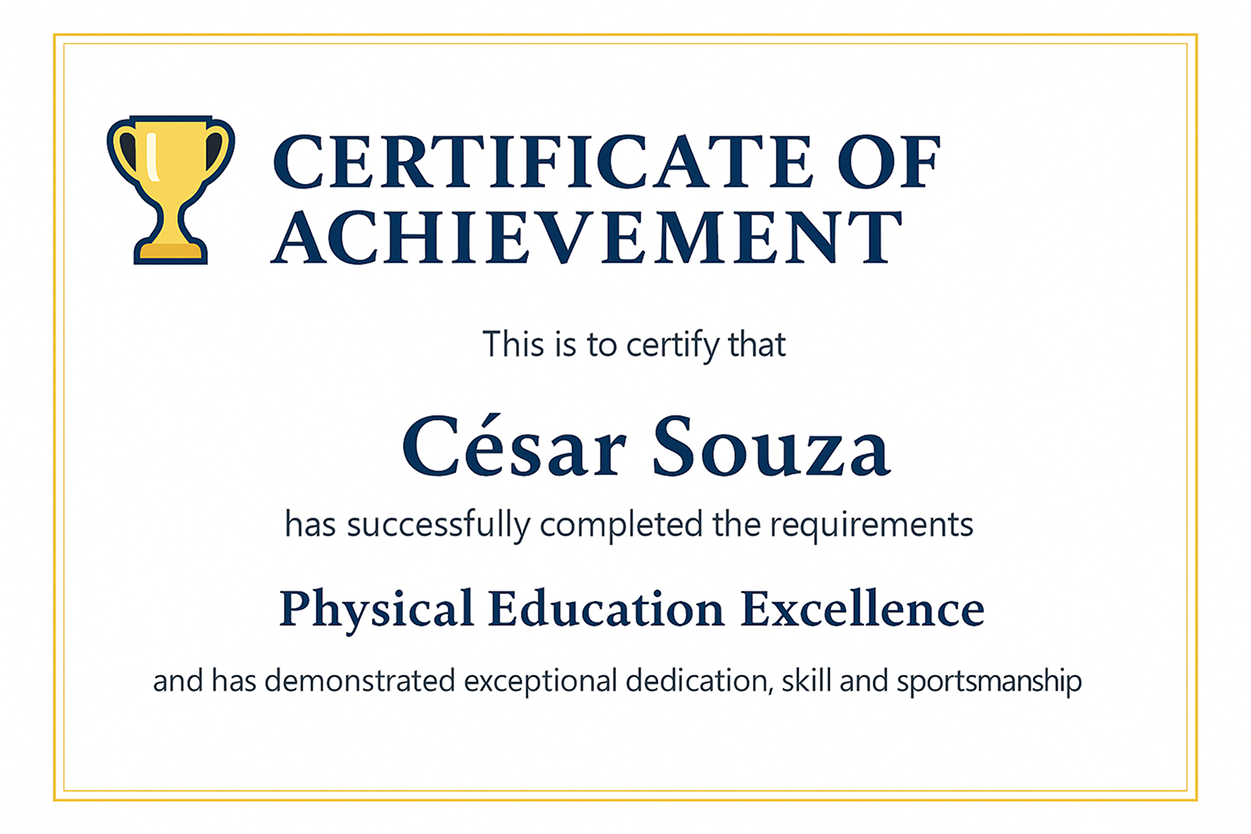 CERTIFICATE OF
ACHIEVEMENT
This is to certify that
César Souza
has successfully completed the requirements
Physical Education Excellence
and has demonstrated exceptional dedication, skill and sportsmanship